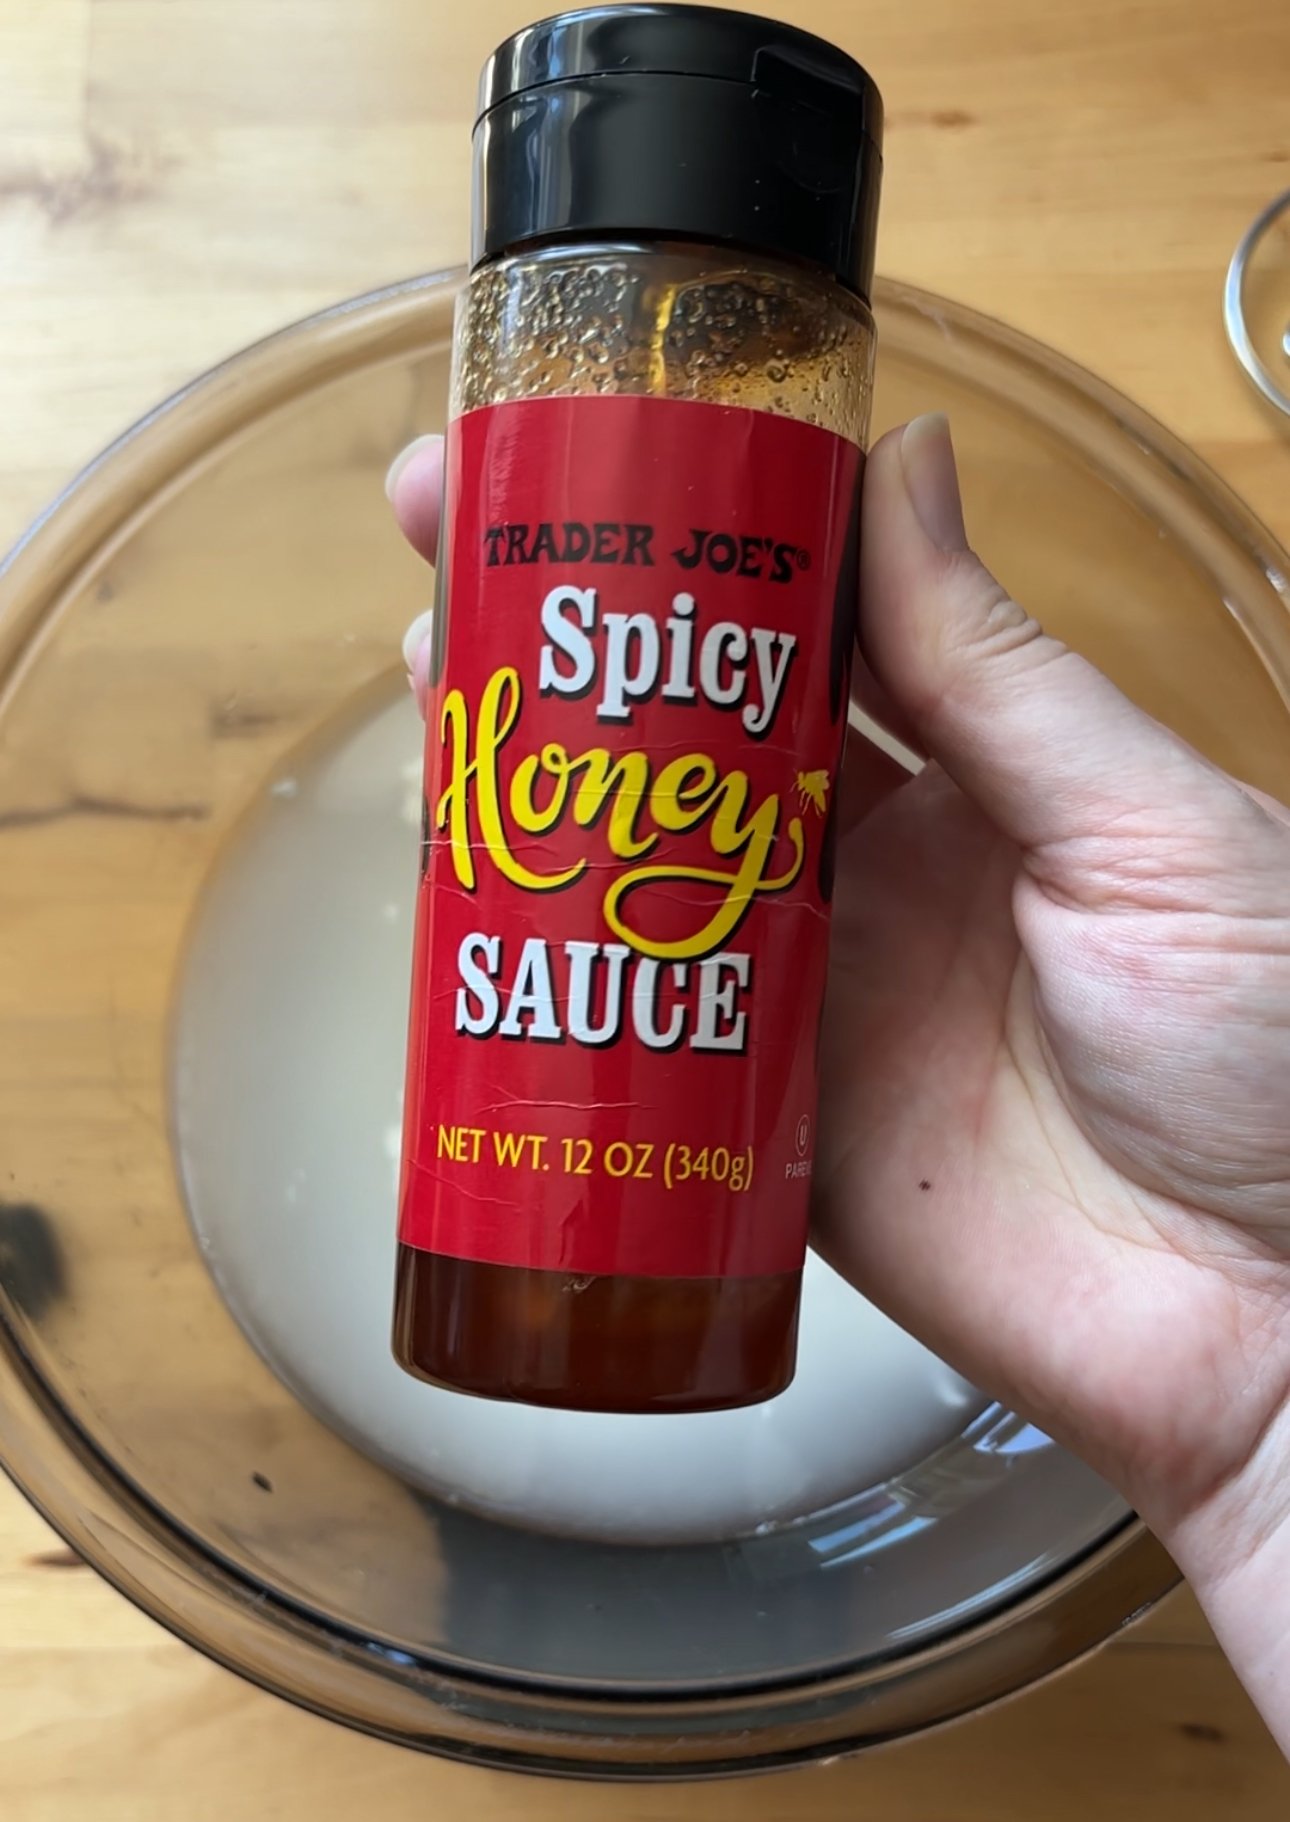 TRADER JOE'S®
Spicy
Honey
SAUCE
NET WT. 12 OZ (340g)
U